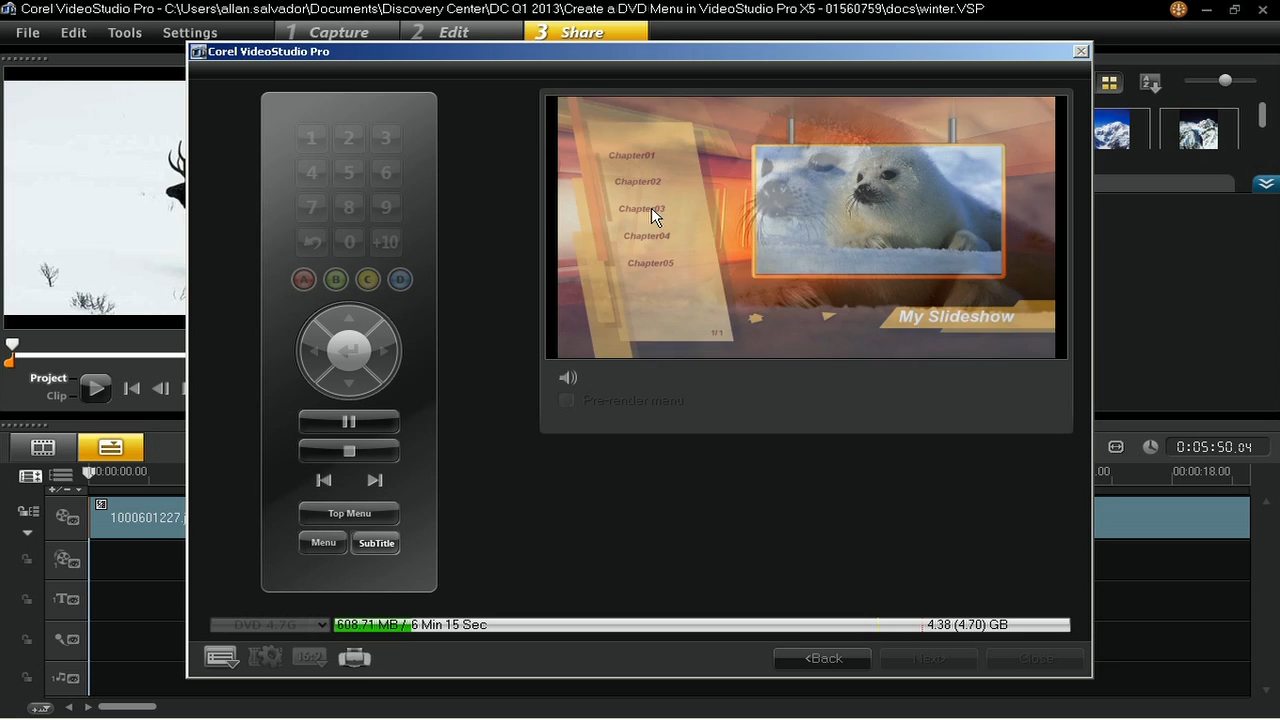 Corel VideoStudio Pro - C:\Users\allan.salvador\Documents\Discovery Center\DC Q1 2013\Create a DVD Menu in VideoStudio Pro X5 - 01560759\docs\winter.VSP
File Edit Tools Settings 1 Capture 2 Edit 3 Share
Corel VideoStudio Pro
1 2 3
4 5 6
7 8 9
0 +10
A B C D
Chapter01
Chapter02
Chapter03
Chapter04
Chapter05
1/1
My Slideshow
Pre-render menu
Project
Clip
Top Menu
Menu SubTitle
0:05:50.04
0:00:00.00
.00 00:00:18.00
1000601227.j
DVD 4.7G 608.71 MB / 6 Min 15 Sec 4.38 (4.70) GB
16:9 <Back Next> Close